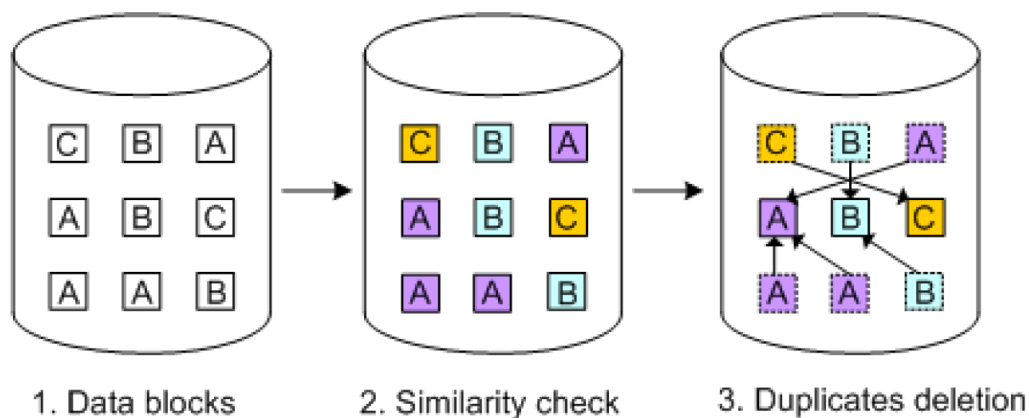 C B A
A B C
A A B
1. Data blocks
C B A
A B C
A A B
2. Similarity check
C B A
A B C
A A B
3. Duplicates deletion